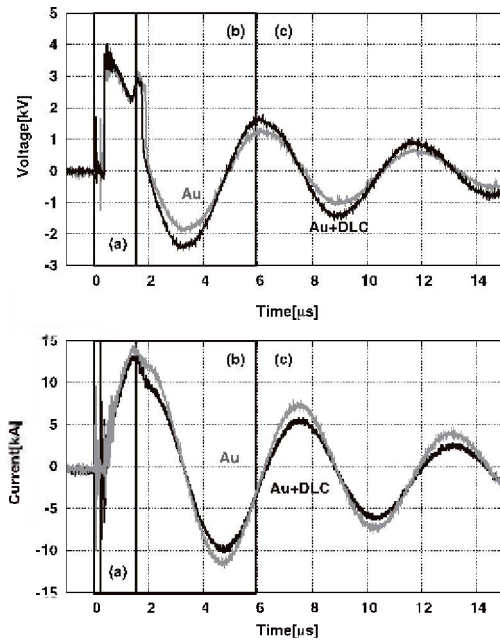 5
4
3
2
1
0
-1
-2
-3
Voltage[kV]
(a)
(b)
(c)
Au
Au+DLC
0 2 4 6 8 10 12 14
Time[μs]
15
10
5
0
-5
-10
-15
Current[kA]
(a)
(b)
(c)
Au
Au+DLC
0 2 4 6 8 10 12 14
Time[μs]